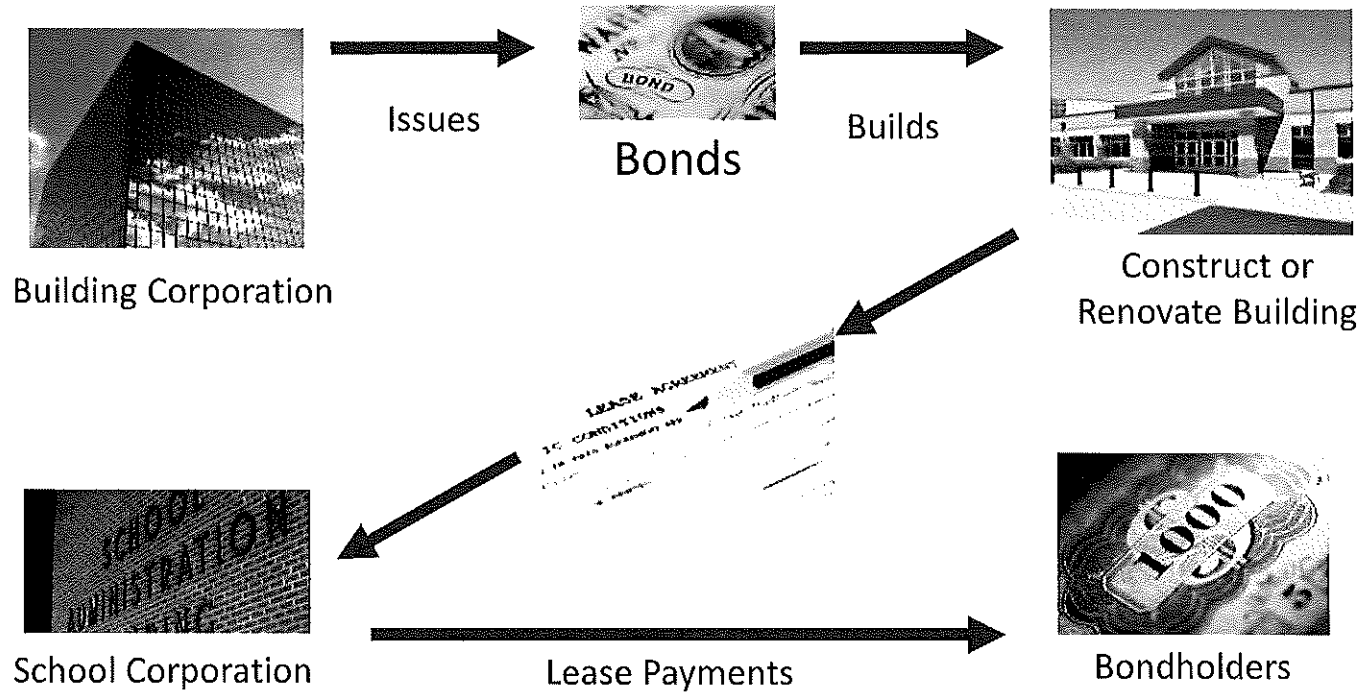 BOND
Issues
Builds
Bonds
Building Corporation
Construct or
Renovate Building
LEASE AGREEMENT
CONDITIONS
1000
SCHOOL
ADMINISTRATION
School Corporation
Lease Payments
Bondholders